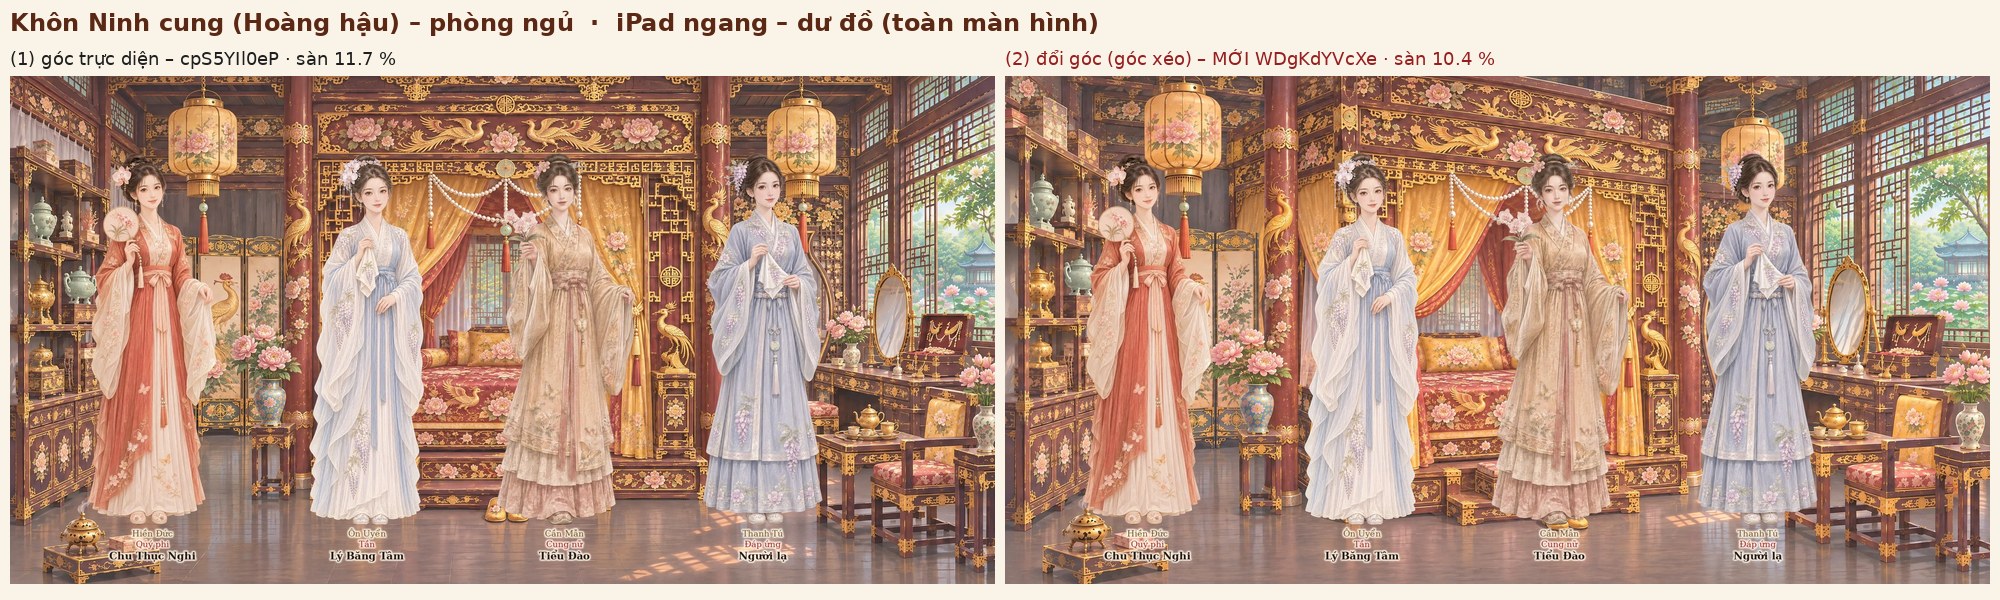 Khôn Ninh cung (Hoàng hậu) – phòng ngủ · iPad ngang – dư đồ (toàn màn hình)
(1) góc trực diện – cpS5YIl0eP · sàn 11.7 %
(2) đổi góc (góc xéo) – MỚI WDgKdYVcXe · sàn 10.4 %
Hiền Đức
Quý phi
Chu Thục Nghi
Ôn Uyển
Tần
Lý Băng Tâm
Cần Mẫn
Cung nữ
Tiểu Đào
Thanh Tú
Đáp ứng
Người lạ
Hiền Đức
Quý phi
Chu Thục Nghi
Ôn Uyển
Tần
Lý Băng Tâm
Cần Mẫn
Cung nữ
Tiểu Đào
Thanh Tú
Đáp ứng
Người lạ